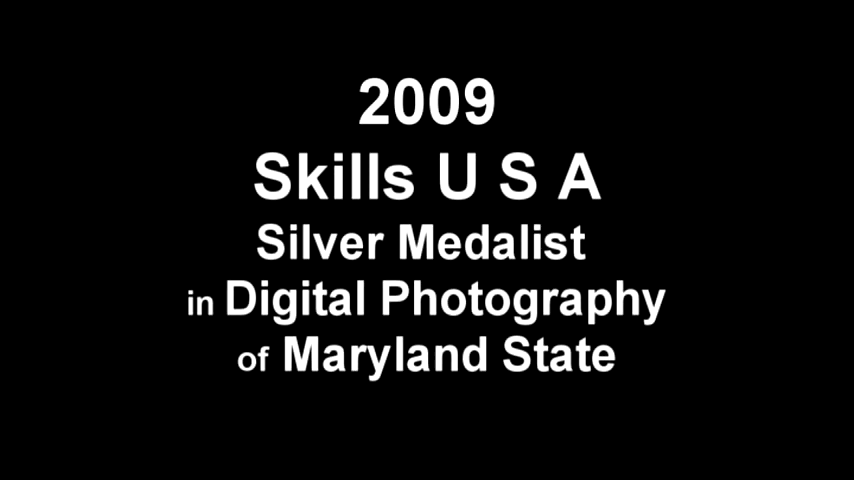 2009
Skills U S A
Silver Medalist
in Digital Photography
of Maryland State